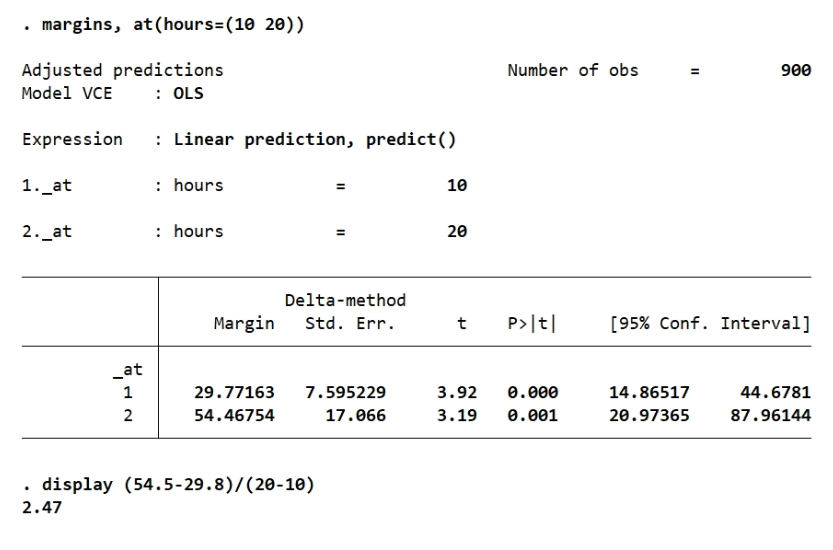 . margins, at(hours=(10 20))
Adjusted predictions Number of obs = 900
Model VCE : OLS
Expression : Linear prediction, predict()
1._at : hours = 10
2._at : hours = 20
Delta-method
Margin Std. Err. t P>|t| [95% Conf. Interval]
_at
1 29.77163 7.595229 3.92 0.000 14.86517 44.6781
2 54.46754 17.066 3.19 0.001 20.97365 87.96144
. display (54.5-29.8)/(20-10)
2.47